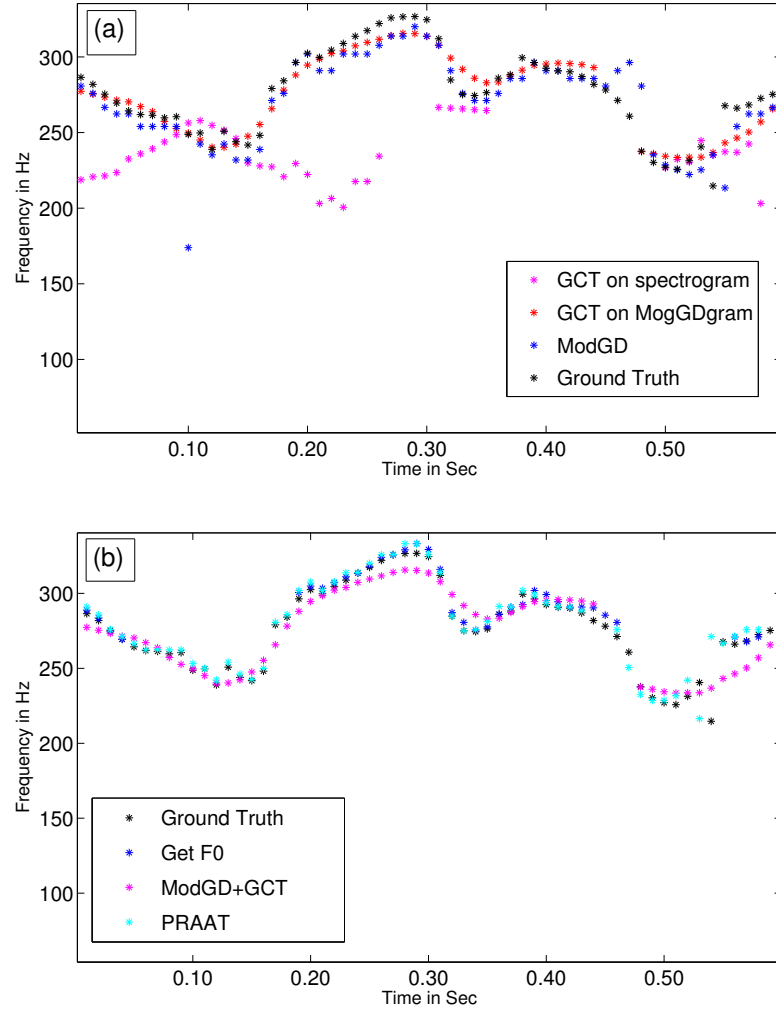 (a)
Frequency in Hz
300
250
200
150
100
GCT on spectrogram
GCT on MogGDgram
ModGD
Ground Truth
0.10 0.20 0.30 0.40 0.50
Time in Sec
(b)
Frequency in Hz
300
250
200
150
100
Ground Truth
Get F0
ModGD+GCT
PRAAT
0.10 0.20 0.30 0.40 0.50
Time in Sec